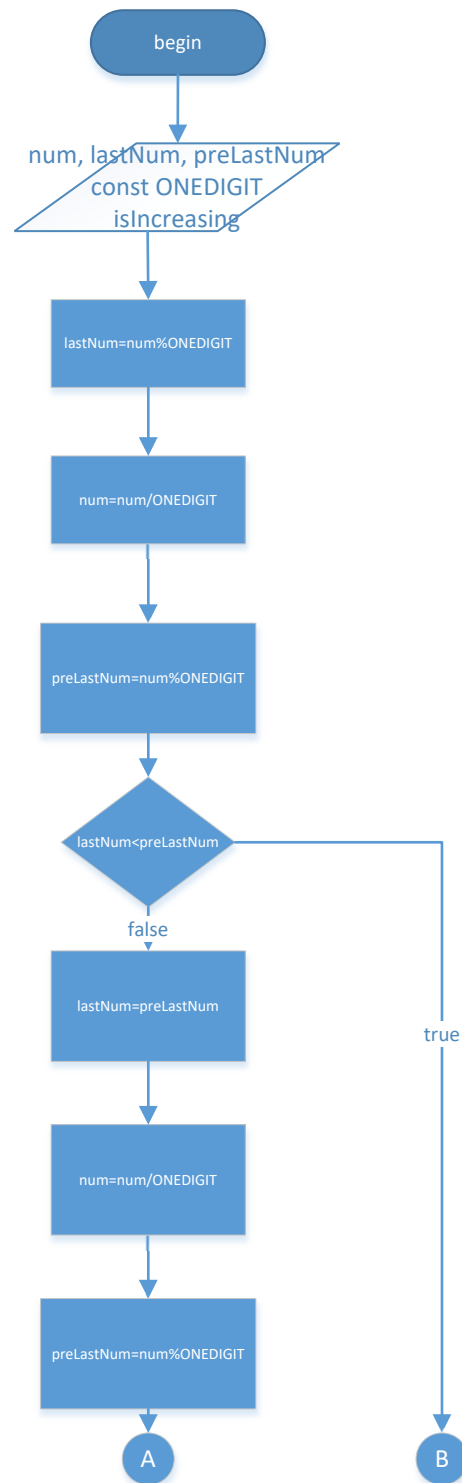 begin
num, lastNum, preLastNum
const ONEDIGIT
isIncreasing
lastNum=num%ONEDIGIT
num=num/ONEDIGIT
preLastNum=num%ONEDIGIT
lastNum<preLastNum
false
lastNum=preLastNum
true
num=num/ONEDIGIT
preLastNum=num%ONEDIGIT
A
B